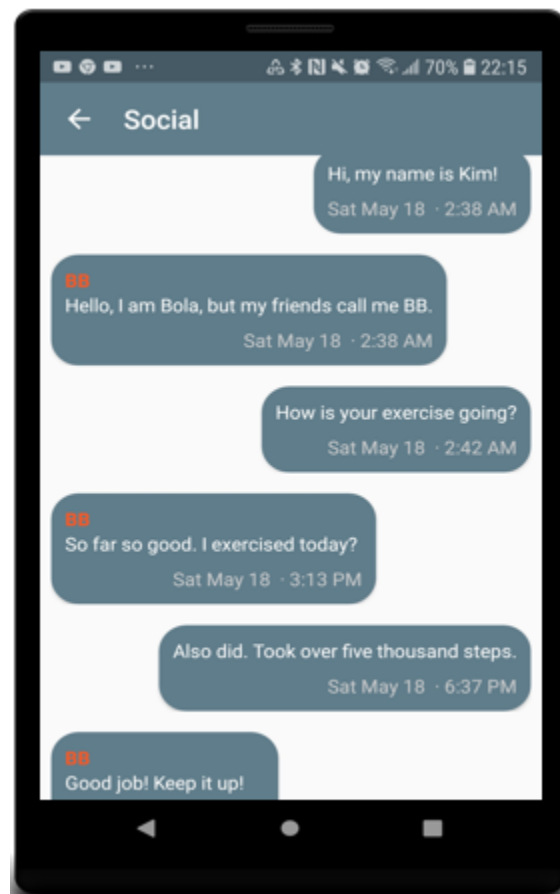 70% 22:15
Social
Hi, my name is Kim!
Sat May 18 · 2:38 AM
BB
Hello, I am Bola, but my friends call me BB.
Sat May 18 · 2:38 AM
How is your exercise going?
Sat May 18 · 2:42 AM
BB
So far so good. I exercised today?
Sat May 18 · 3:13 PM
Also did. Took over five thousand steps.
Sat May 18 · 6:37 PM
BB
Good job! Keep it up!